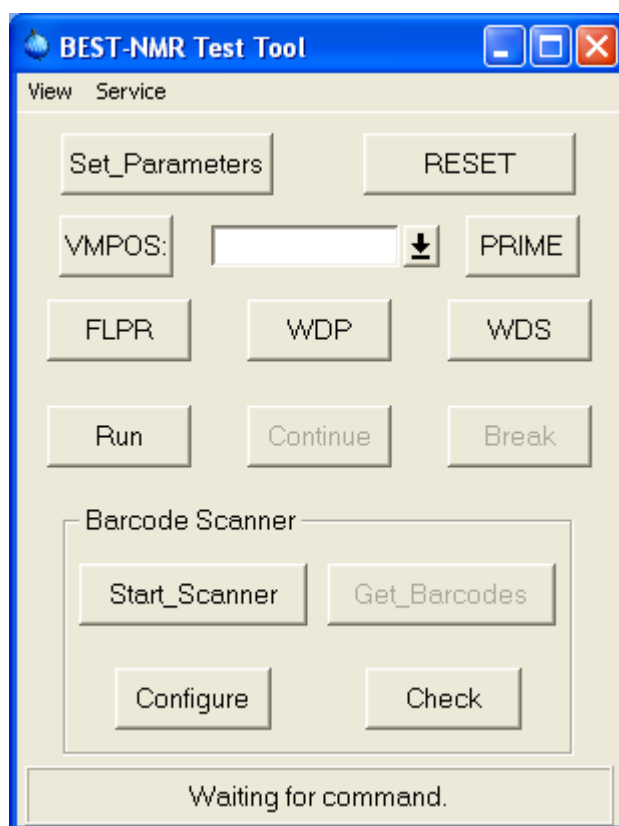 BEST-NMR Test Tool
View Service
Set_Parameters RESET
VMPOS: PRIME
FLPR WDP WDS
Run Continue Break
Barcode Scanner
Start_Scanner Get_Barcodes
Configure Check
Waiting for command.